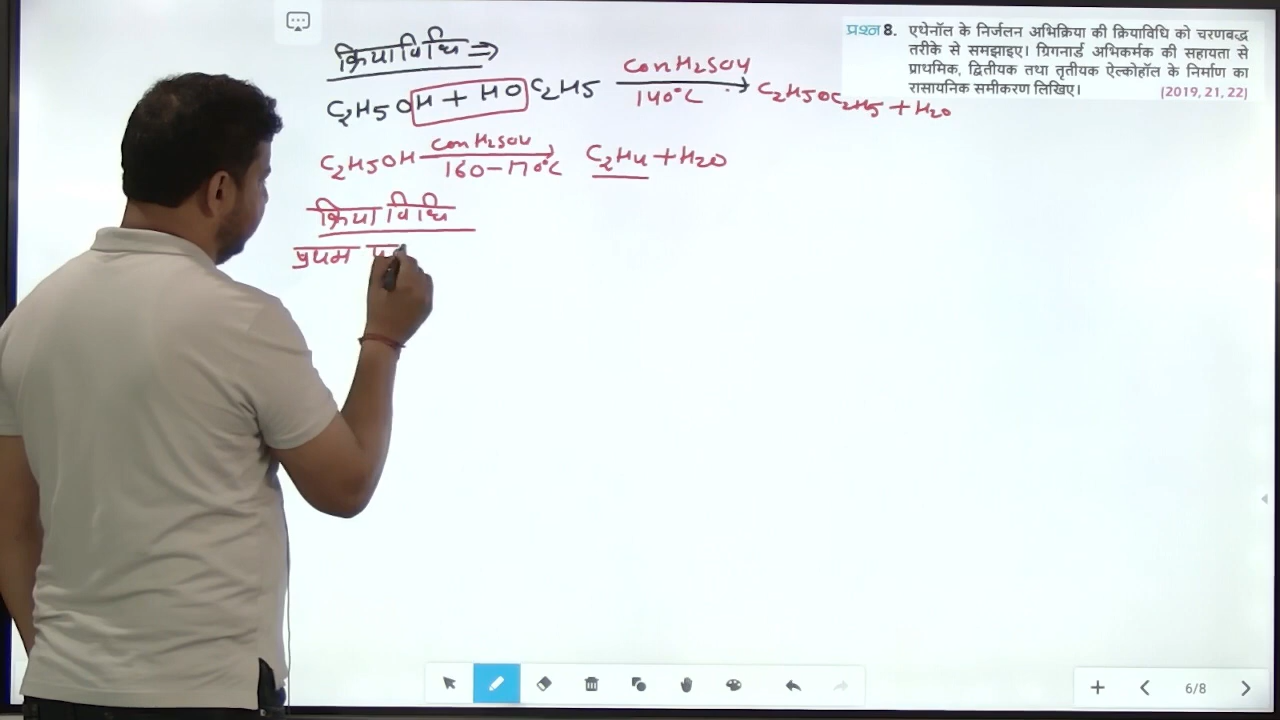 प्रश्न 8. एथेनॉल के निर्जलन अभिक्रिया की क्रियाविधि को चरणबद्ध
तरीके से समझाइए। ग्रिगनार्ड अभिकर्मक की सहायता से
प्राथमिक, द्वितीयक तथा तृतीयक ऐल्कोहॉल के निर्माण का
रासायनिक समीकरण लिखिए। [2019, 21, 22)
क्रियाविधि ⇒
C2H5OH + HOC2H5 con H2SO4 140°C → C2H5OC2H5 + H2O
C2H5OH con H2SO4 160-170°C → C2H4 + H2O
क्रियाविधि
प्रथम
6/8